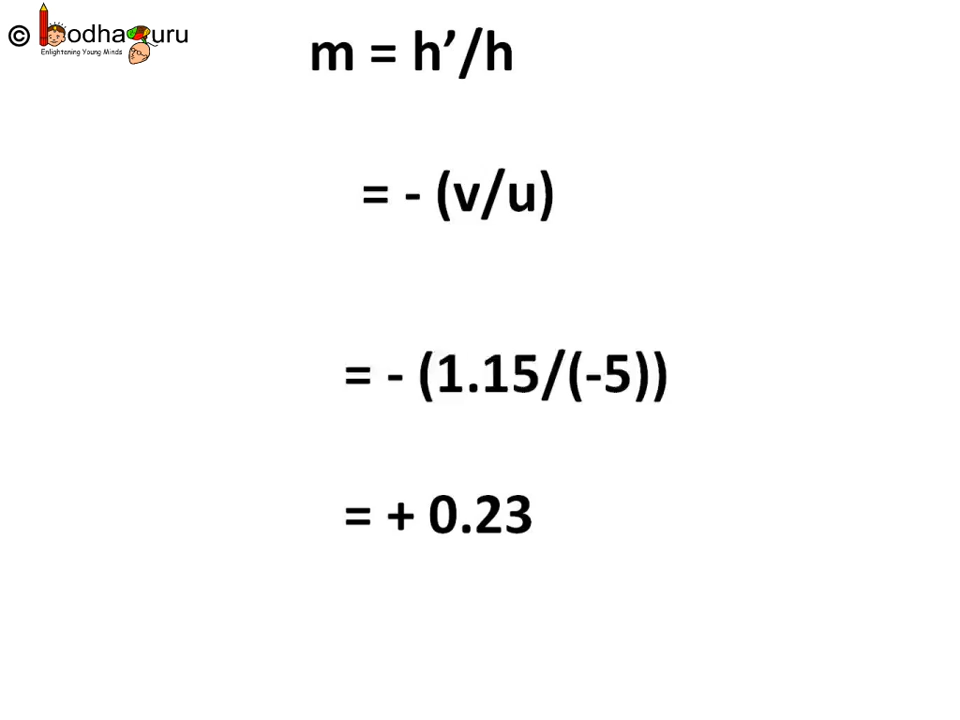 © BodhaGuru
Enlightening Young Minds
m = h’/h
= - (v/u)
= - (1.15/(-5))
= + 0.23